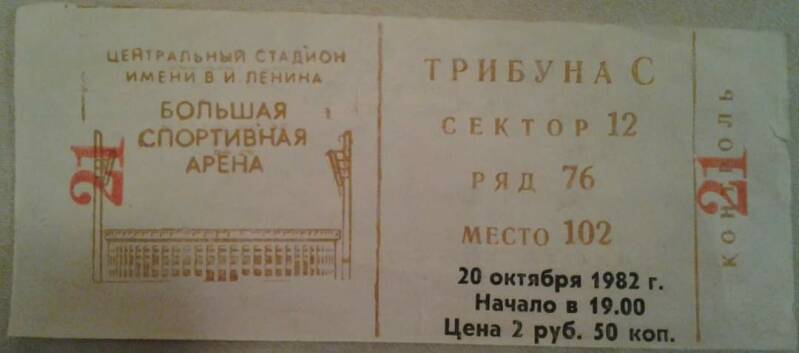 ЦЕНТРАЛЬНЫЙ СТАДИОН
ИМЕНИ В И ЛЕНИНА
БОЛЬШАЯ
СПОРТИВНАЯ
АРЕНА
21
ТРИБУНА С
СЕКТОР 12
РЯД 76
МЕСТО 102
20 октября 1982 г.
Начало в 19.00
Цена 2 руб. 50 коп.
КОНТРОЛЬ
21